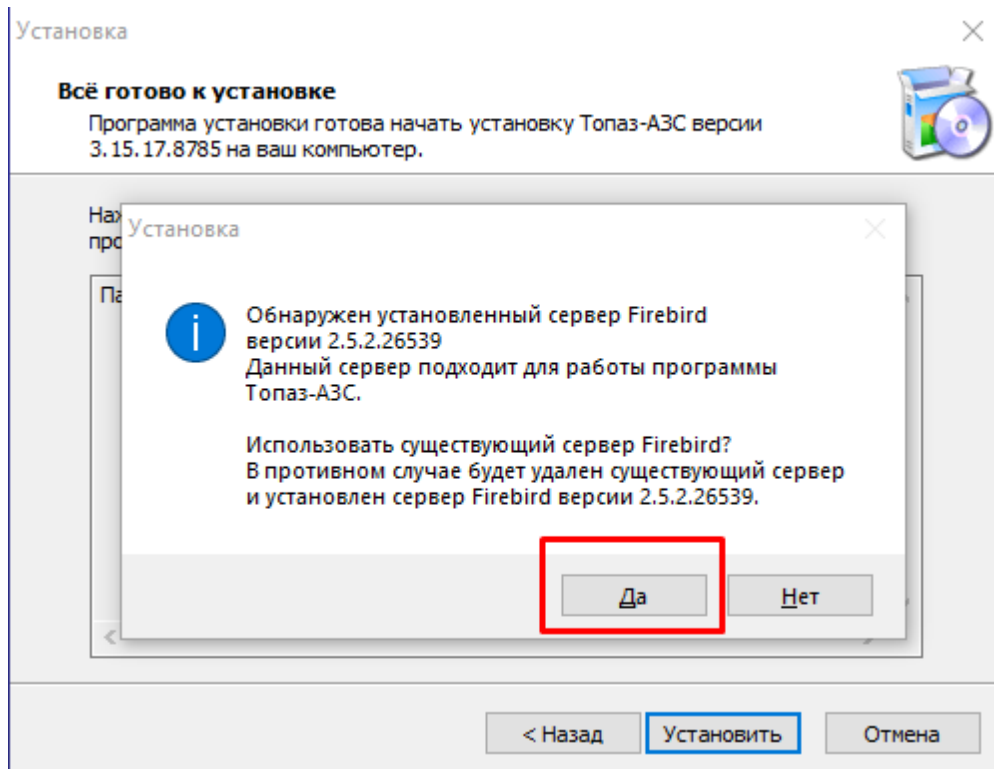 Установка
Всё готово к установке
Программа установки готова начать установку Топаз-АЗС версии
3.15.17.8785 на ваш компьютер.
Установка
Обнаружен установленный сервер Firebird
версии 2.5.2.26539
Данный сервер подходит для работы программы
Топаз-АЗС.
Использовать существующий сервер Firebird?
В противном случае будет удален существующий сервер
и установлен сервер Firebird версии 2.5.2.26539.
Да
Нет
< Назад
Установить
Отмена